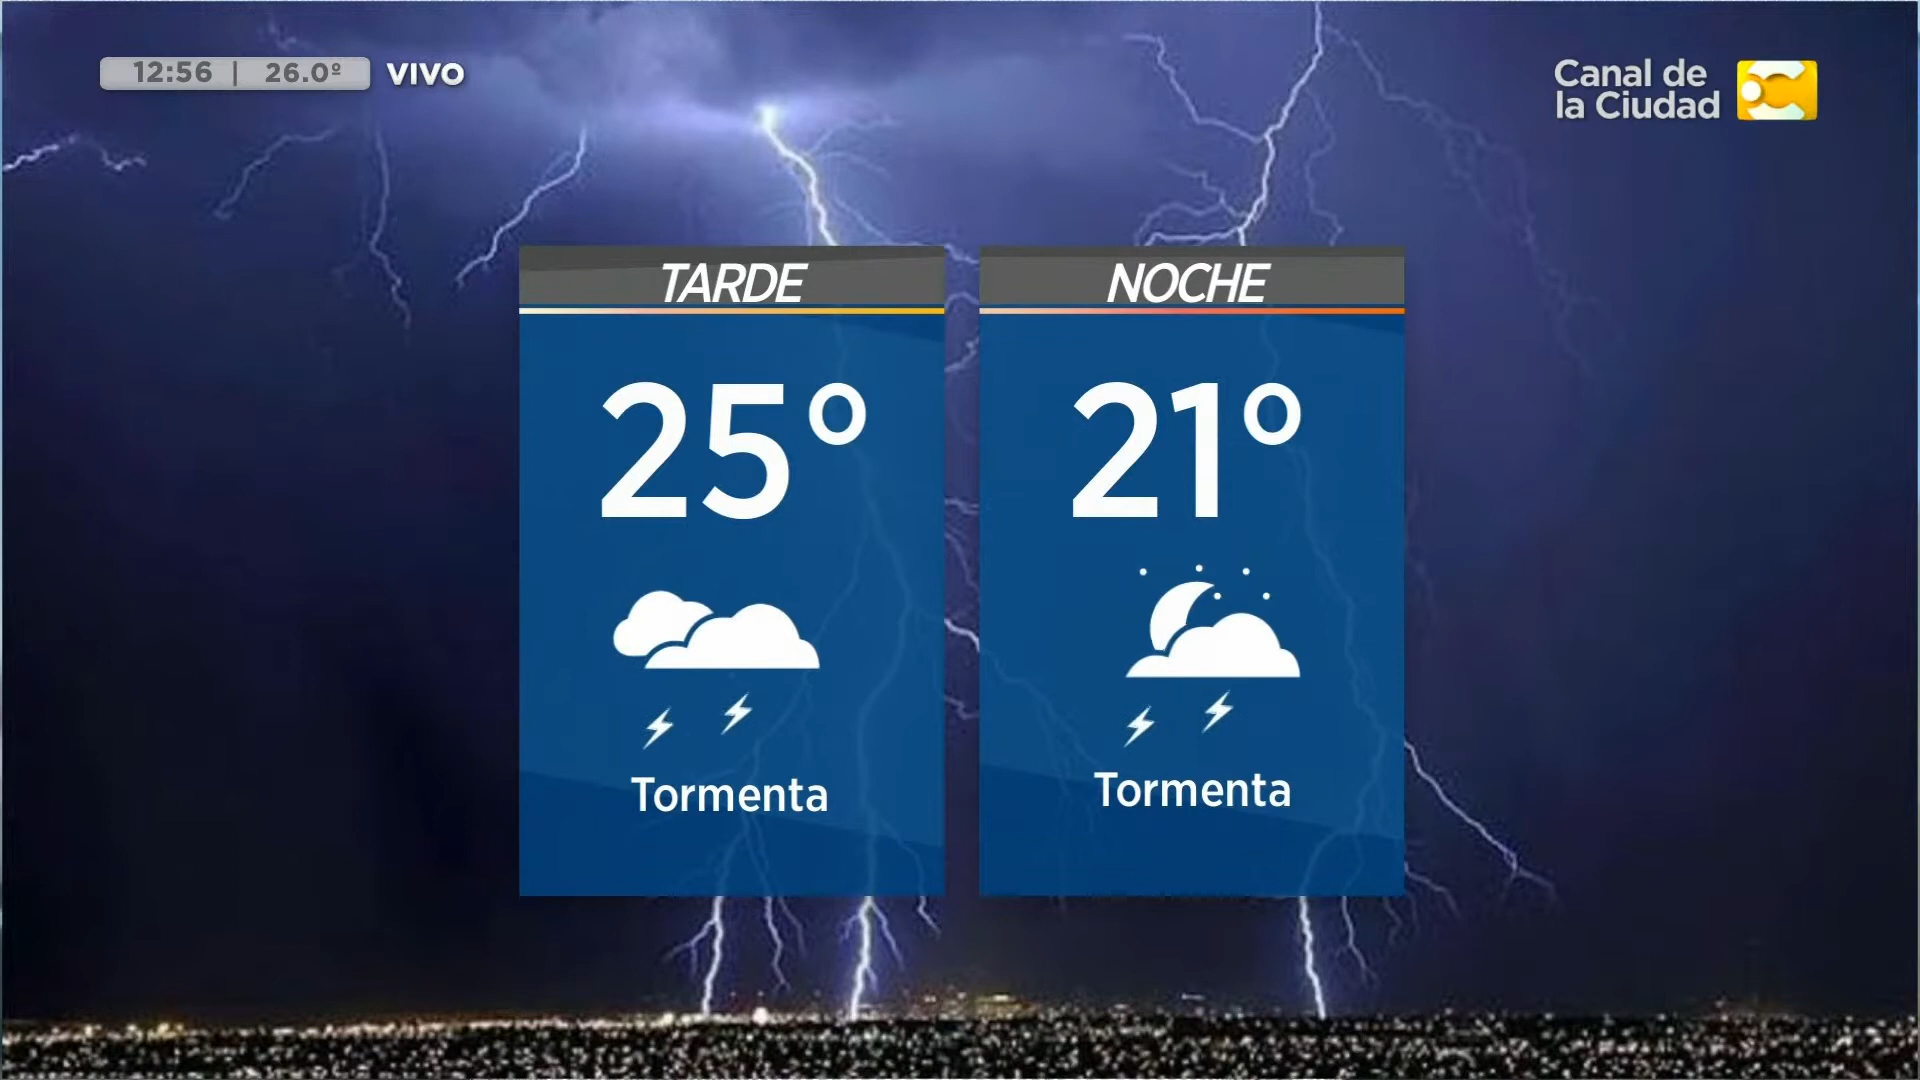 12:56 | 26.0º VIVO
Canal de
la Ciudad
TARDE
25°
Tormenta
NOCHE
21°
Tormenta